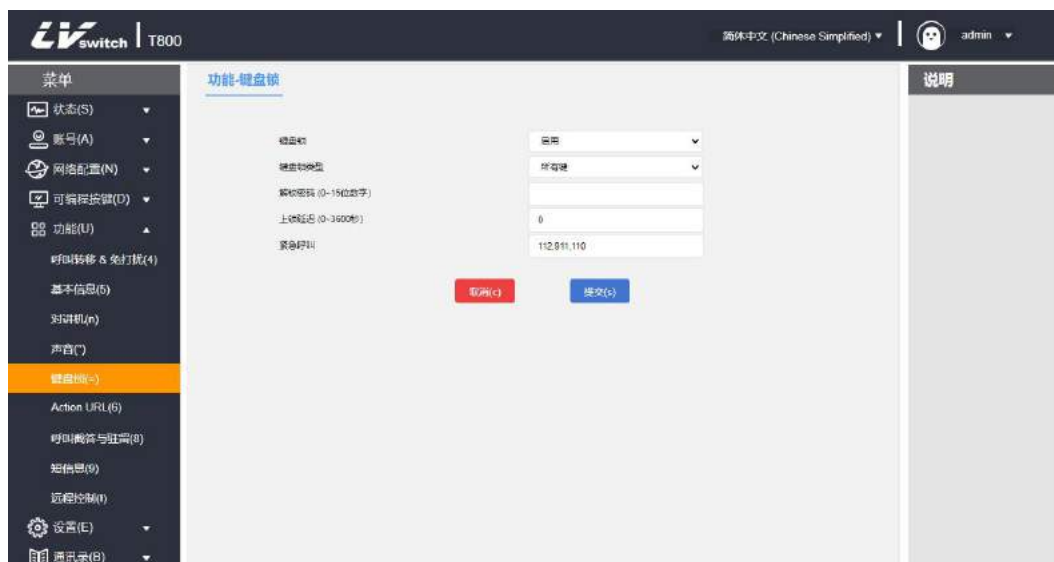 LV switch | T800
简体中文 (Chinese Simplified)
admin
菜单
功能-键盘锁
说明
状态(S)
账号(A)
网络配置(N)
可编程按键(D)
功能(U)
呼叫转移 & 免打扰(4)
基本信息(5)
对讲机(n)
声音(")
键盘锁(=)
Action URL(6)
呼叫截答与驻留(8)
短信息(9)
远程控制(t)
设置(E)
通讯录(B)
键盘锁
启用
键盘锁类型
所有键
解锁密码 (0~15位数字)
上锁延迟 (0~3600秒)
0
紧急呼叫
112,911,110
取消(c)
提交(s)